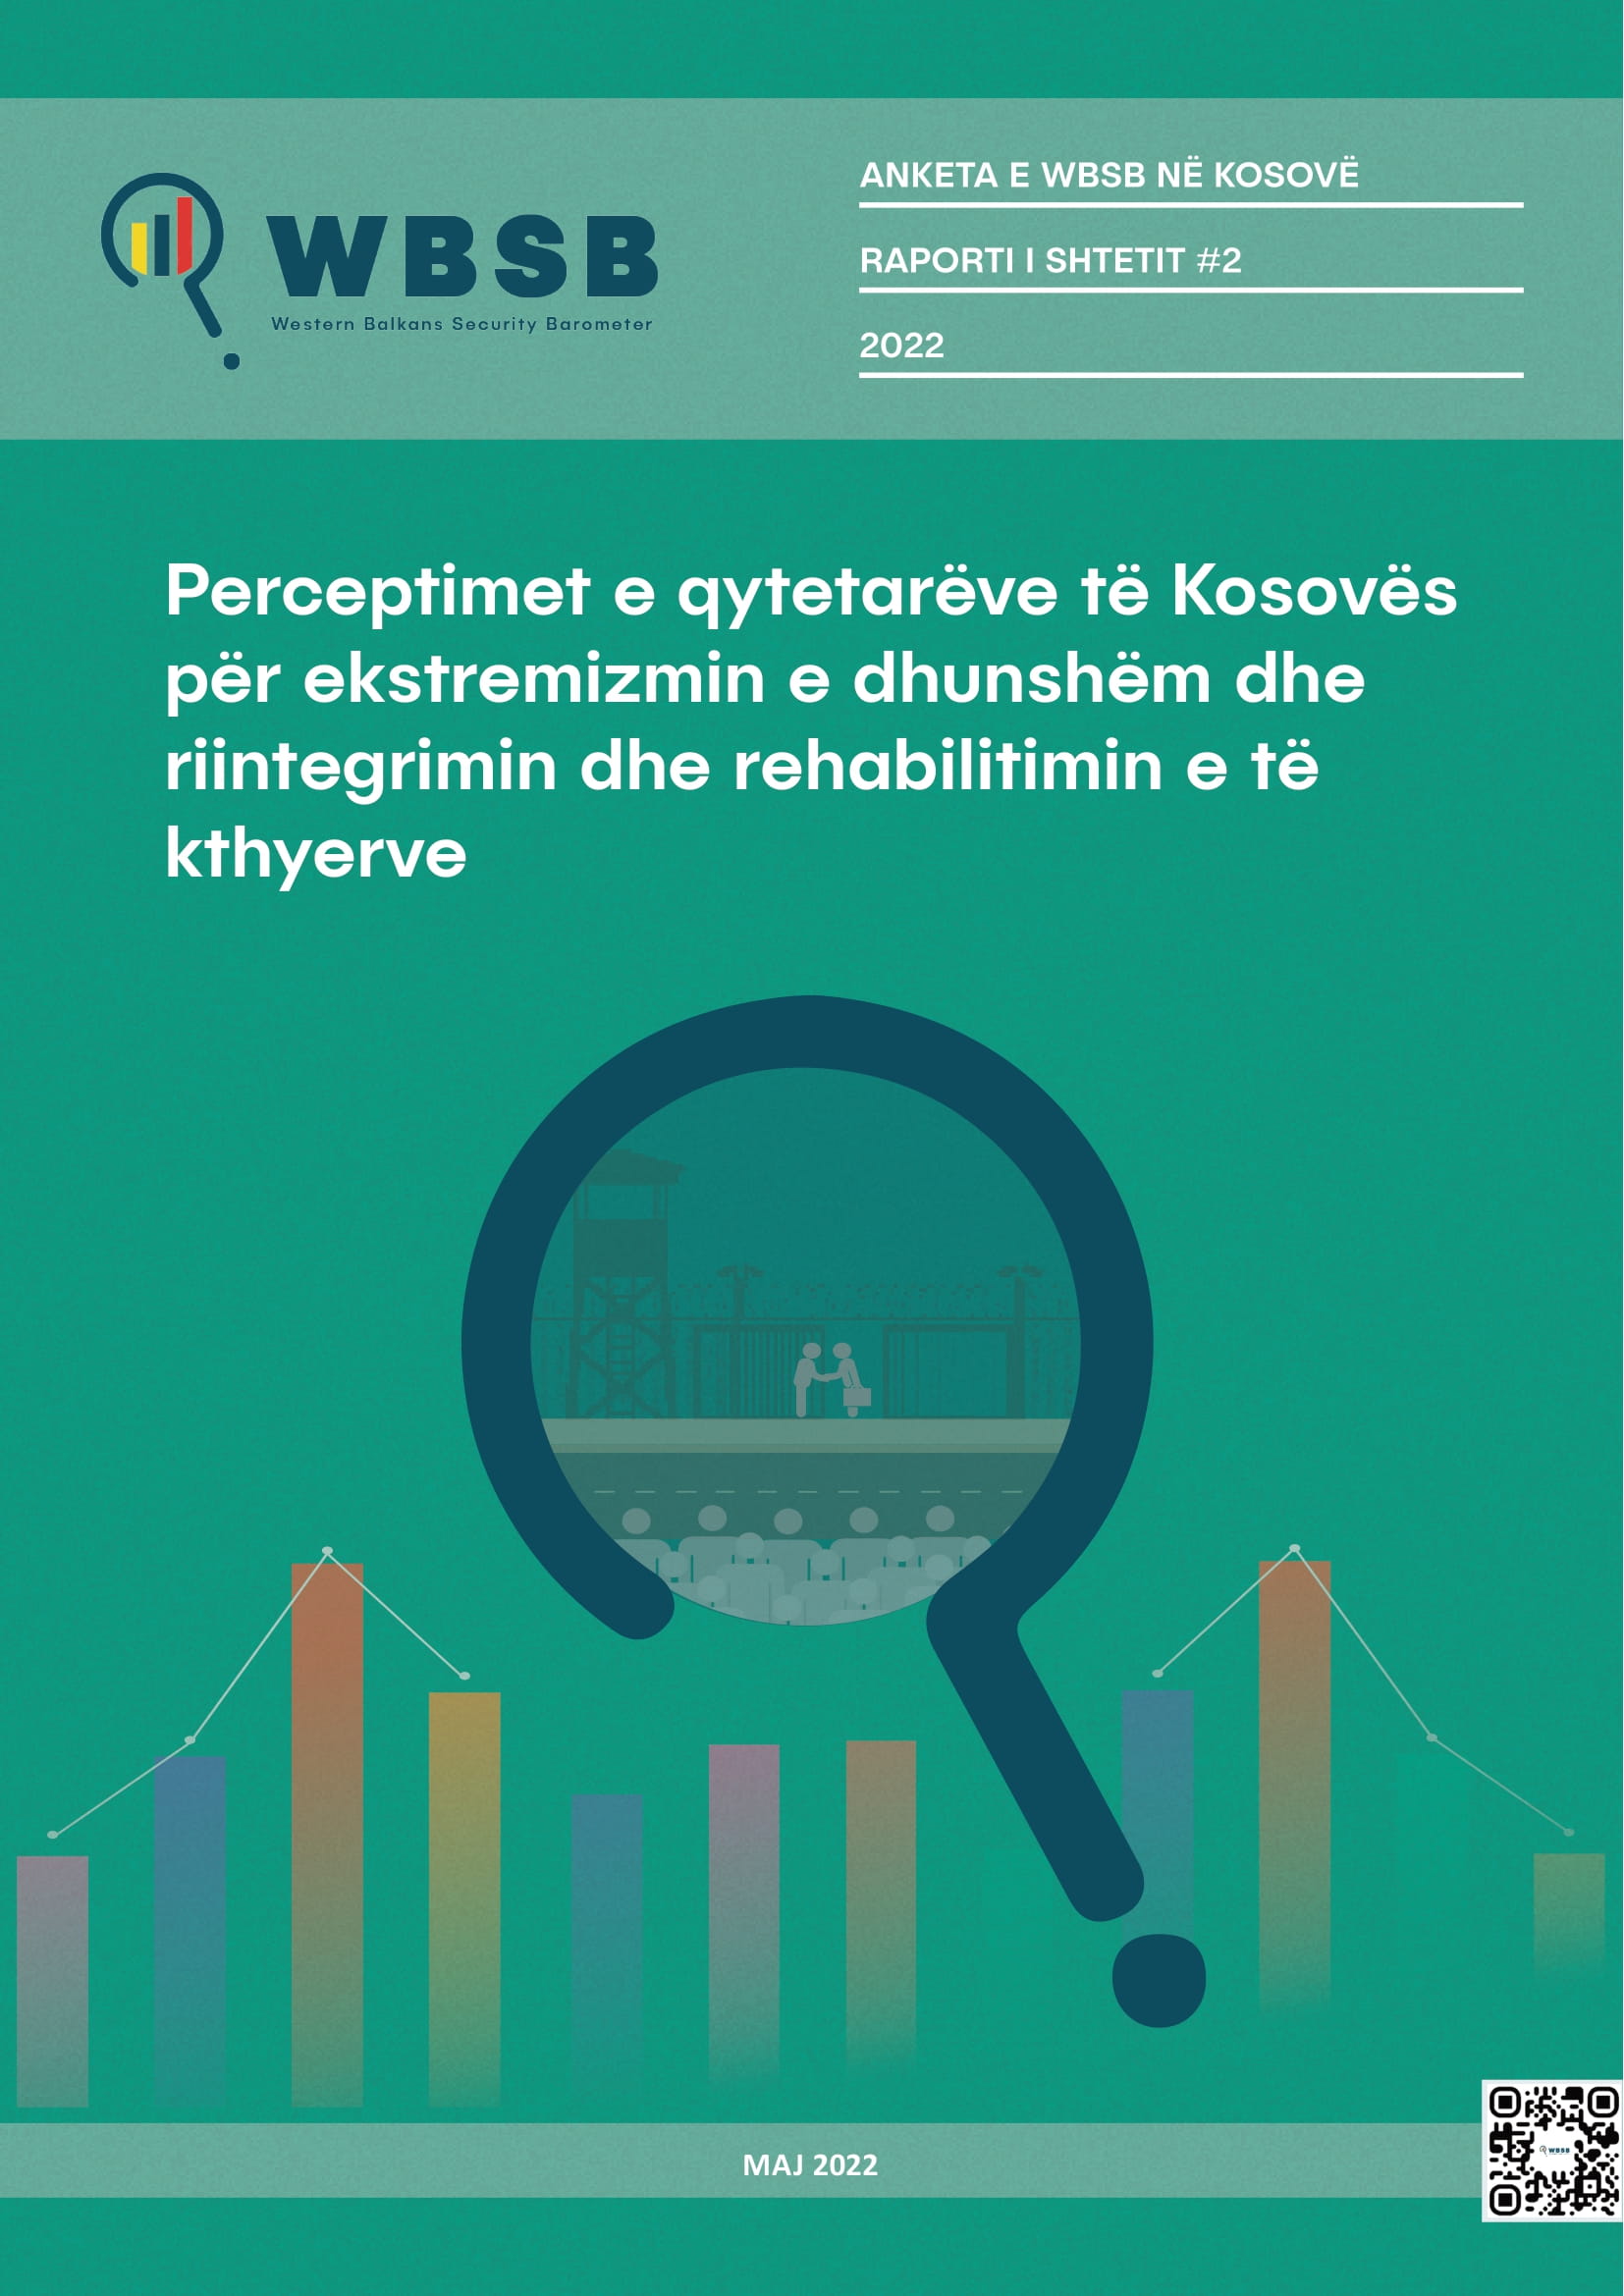 WBSB
Western Balkans Security Barometer
ANKETA E WBSB NË KOSOVË
RAPORTI I SHTETIT #2
2022
Perceptimet e qytetarëve të Kosovës
për ekstremizmin e dhunshëm dhe
riintegrimin dhe rehabilitimin e të
kthyerve
MAJ 2022
WBSB